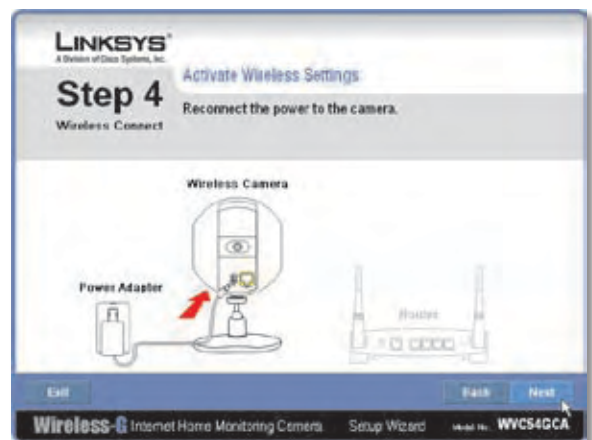 LINKSYS®
A Division of Cisco Systems, Inc.
Step 4
Wireless Connect
Activate Wireless Settings
Reconnect the power to the camera.
Wireless Camera
Power Adapter
Router
Exit
Back
Next
Wireless-G Internet Home Monitoring Camera
Setup Wizard
Model No. WVC54GCA